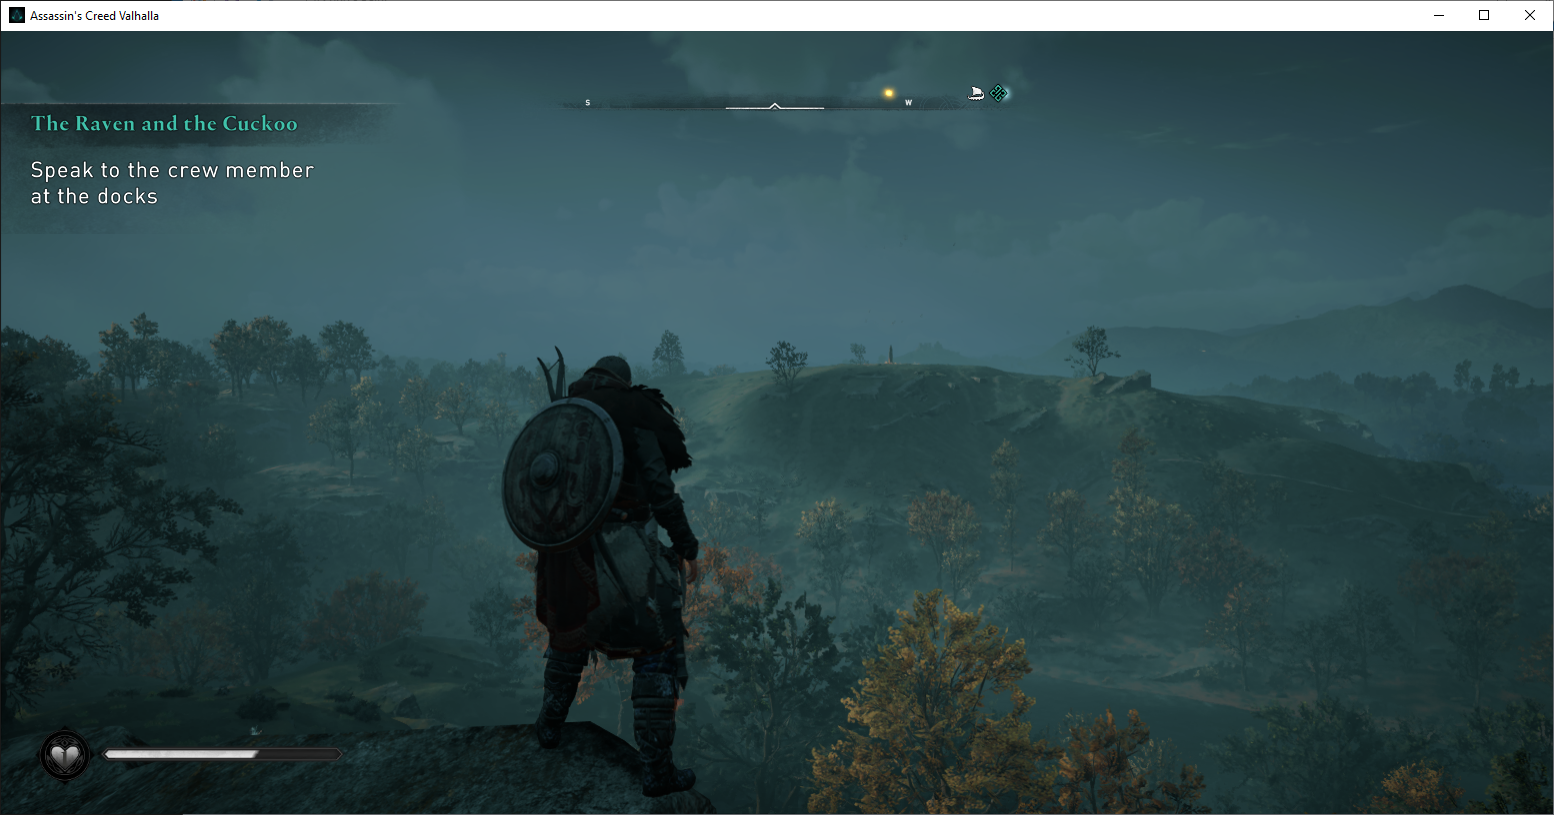 Assassin's Creed Valhalla
S
W
The Raven and the Cuckoo
Speak to the crew member
at the docks